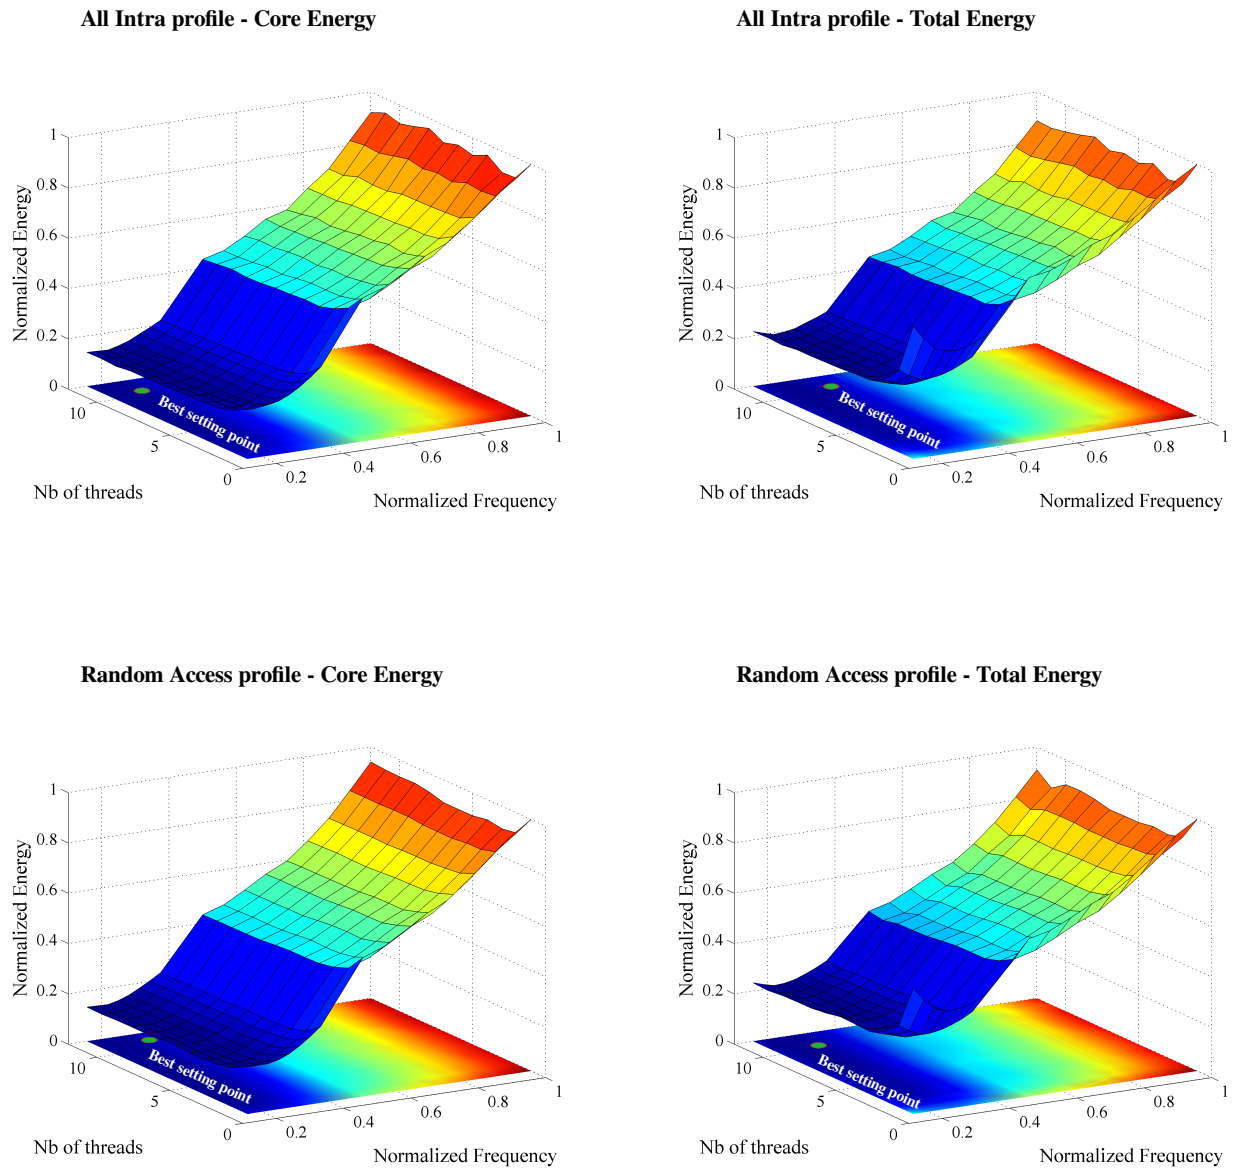 All Intra profile - Core Energy
1
0.8
0.6
0.4
0.2
0
Normalized Energy
10
5
0
Nb of threads
0.2
0.4
0.6
0.8
1
Normalized Frequency
Best setting point
All Intra profile - Total Energy
1
0.8
0.6
0.4
0.2
0
Normalized Energy
10
5
0
Nb of threads
0.2
0.4
0.6
0.8
1
Normalized Frequency
Best setting point
Random Access profile - Core Energy
1
0.8
0.6
0.4
0.2
0
Normalized Energy
10
5
0
Nb of threads
0.2
0.4
0.6
0.8
1
Normalized Frequency
Best setting point
Random Access profile - Total Energy
1
0.8
0.6
0.4
0.2
0
Normalized Energy
10
5
0
Nb of threads
0.2
0.4
0.6
0.8
1
Normalized Frequency
Best setting point